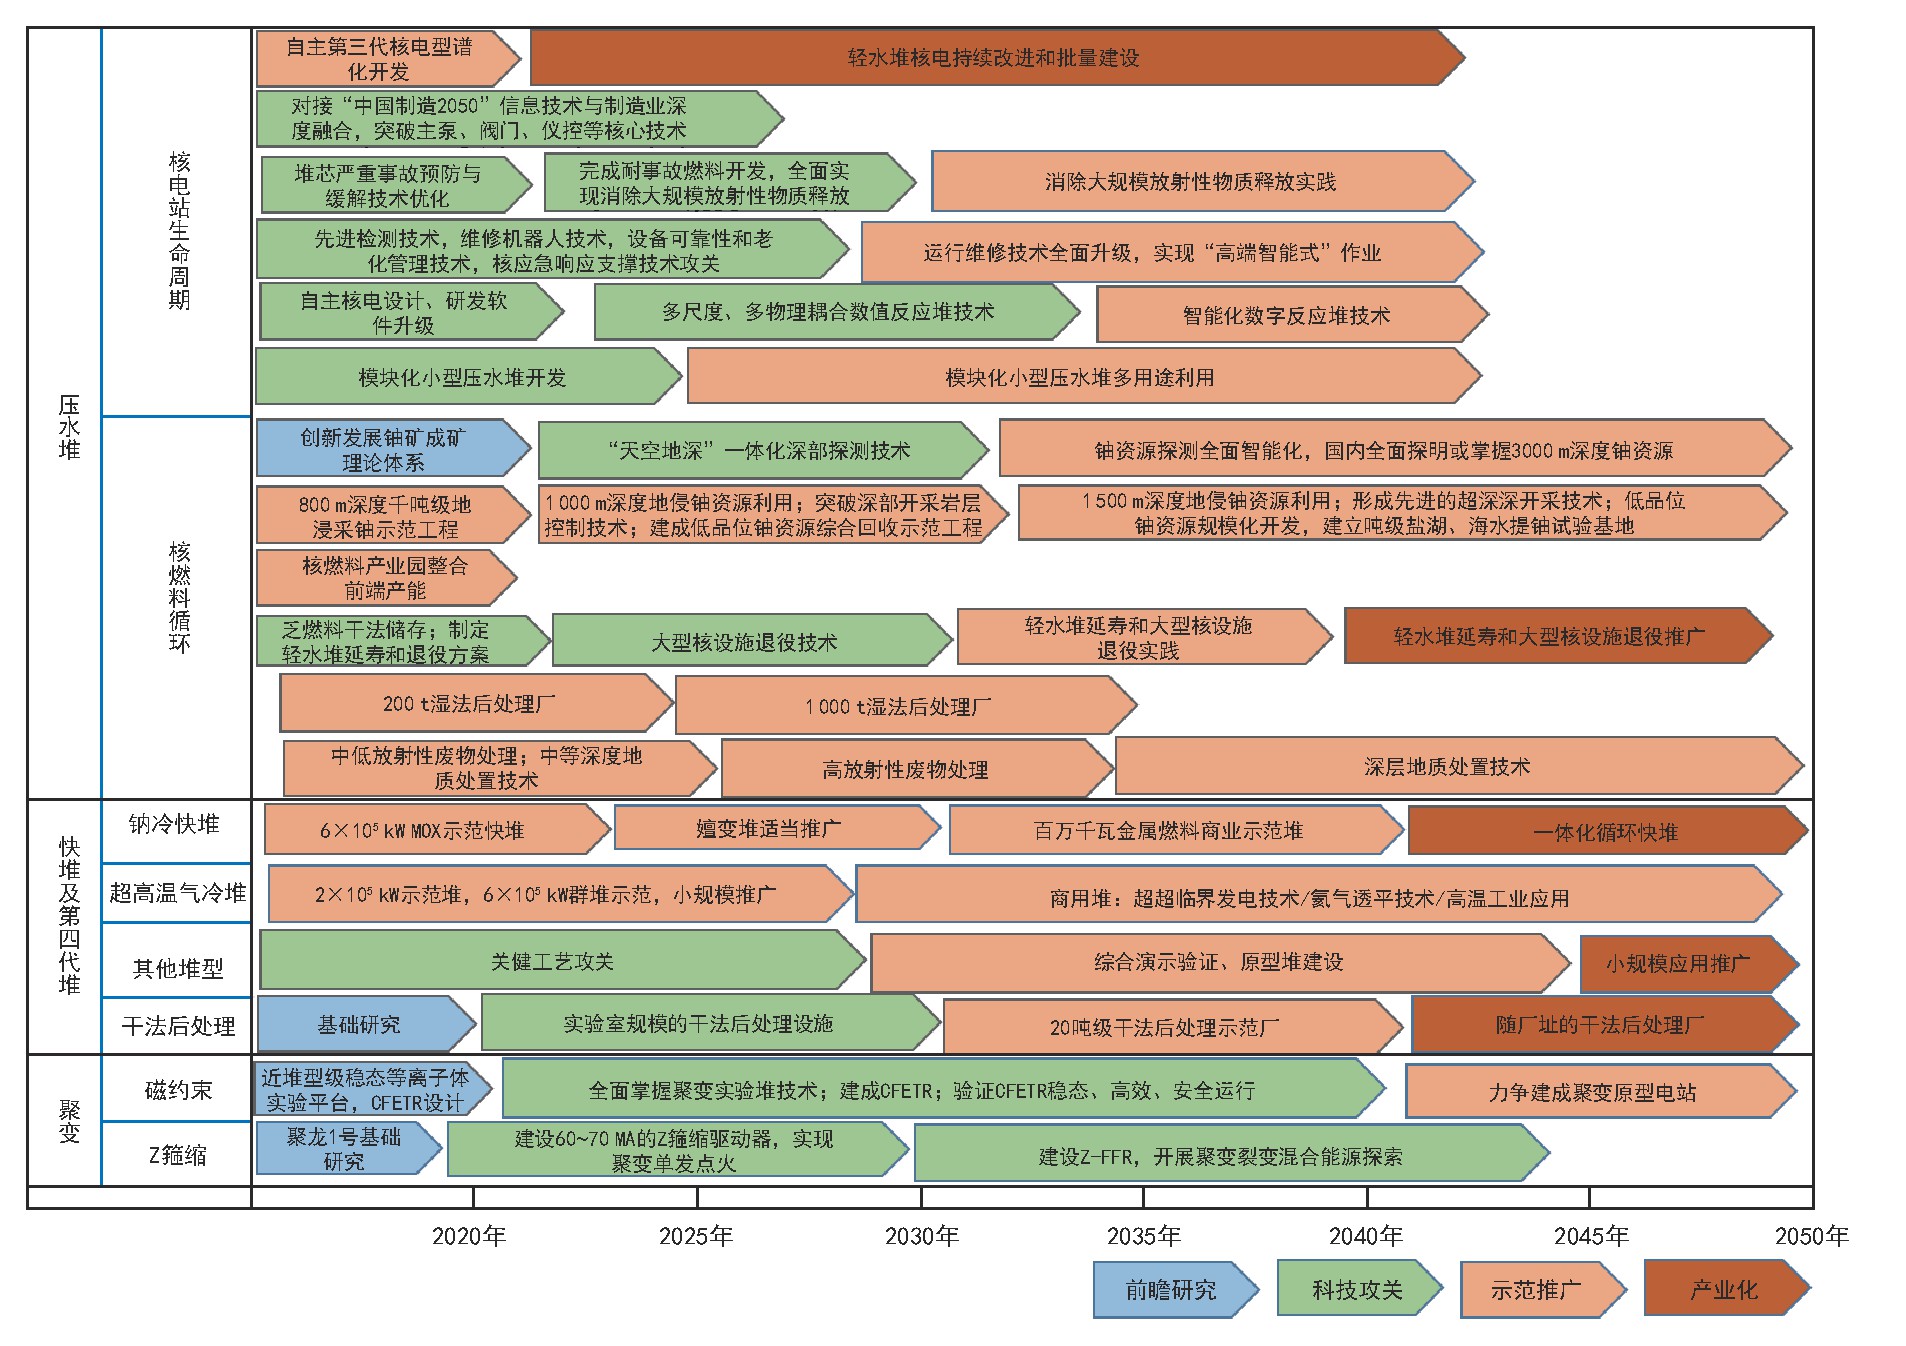 压水堆
核电站生命周期
自主第三代核电型谱
化开发
轻水堆核电持续改进和批量建设
对接“中国制造2050”信息技术与制造业深
度融合，突破主泵、阀门、仪控等核心技术
堆芯严重事故预防与
缓解技术优化
完成耐事故燃料开发，全面实
现消除大规模放射性物质释放
消除大规模放射性物质释放实践
先进检测技术，维修机器人技术，设备可靠性和老
化管理技术，核应急响应支撑技术攻关
运行维修技术全面升级，实现“高端智能式”作业
自主核电设计、研发软
件升级
多尺度、多物理耦合数值反应堆技术
智能化数字反应堆技术
模块化小型压水堆开发
模块化小型压水堆多用途利用
核燃料循环
创新发展铀矿成矿
理论体系
“天空地深”一体化深部探测技术
铀资源探测全面智能化，国内全面探明或掌握3000 m深度铀资源
800 m深度千吨级地
浸采铀示范工程
1 000 m深度地侵铀资源利用；突破深部开采岩层
控制技术；建成低品位铀资源综合回收示范工程
1 500 m深度地侵铀资源利用；形成先进的超深深开采技术；低品位
铀资源规模化开发，建立吨级盐湖、海水提铀试验基地
核燃料产业园整合
前端产能
乏燃料干法储存；制定
轻水堆延寿和退役方案
大型核设施退役技术
轻水堆延寿和大型核设施
退役实践
轻水堆延寿和大型核设施退役推广
200 t湿法后处理厂
1 000 t湿法后处理厂
中低放射性废物处理；中等深度地
质处置技术
高放射性废物处理
深层地质处置技术
快堆及第四代堆
钠冷快堆
6×10⁵ kW MOX示范快堆
嬗变堆适当推广
百万千瓦金属燃料商业示范堆
一体化循环快堆
超高温气冷堆
2×10⁵ kW示范堆，6×10⁵ kW群堆示范，小规模推广
商用堆：超超临界发电技术/氦气透平技术/高温工业应用
其他堆型
关健工艺攻关
综合演示验证、原型堆建设
小规模应用推广
干法后处理
基础研究
实验室规模的干法后处理设施
20吨级干法后处理示范厂
随厂址的干法后处理厂
聚变
磁约束
近堆型级稳态等离子体
实验平台，CFETR设计
全面掌握聚变实验堆技术；建成CFETR；验证CFETR稳态、高效、安全运行
力争建成聚变原型电站
Z箍缩
聚龙1号基础
研究
建设60~70 MA的Z箍缩驱动器，实现
聚变单发点火
建设Z-FFR，开展聚变裂变混合能源探索
2020年
2025年
2030年
2035年
2040年
2045年
2050年
前瞻研究
科技攻关
示范推广
产业化